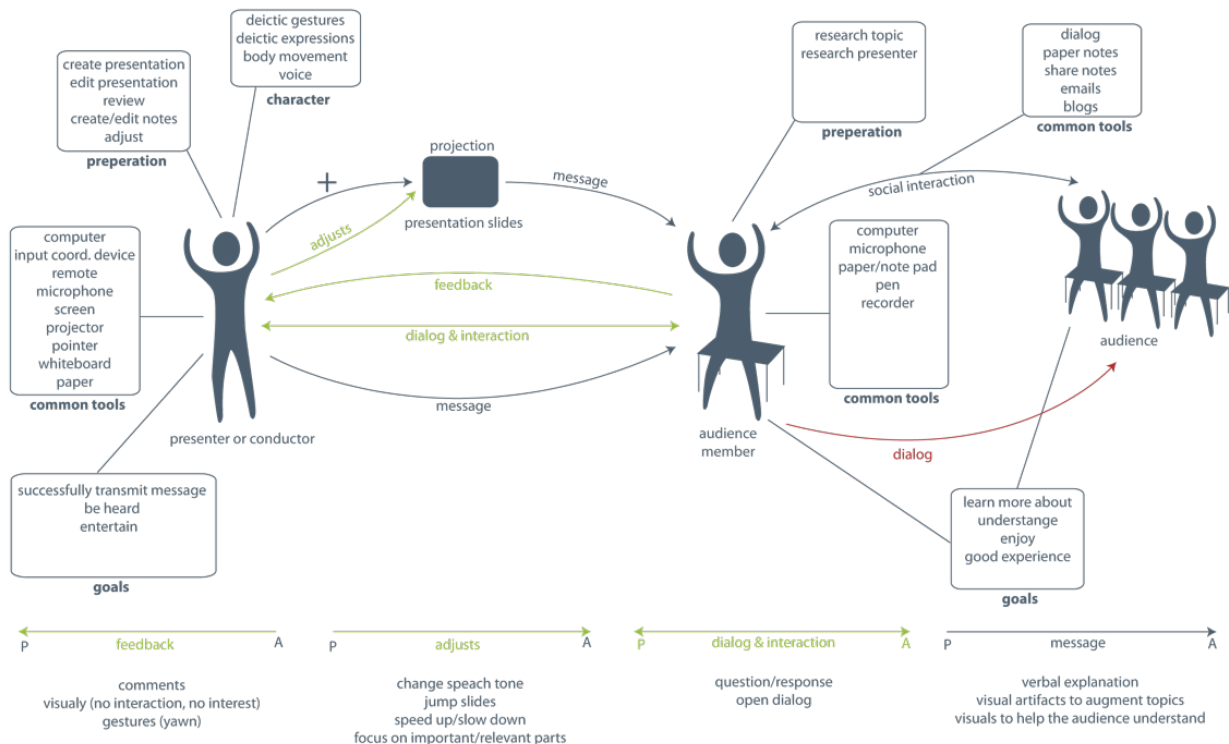 create presentation
edit presentation
review
create/edit notes
adjust
preperation
deictic gestures
deictic expressions
body movement
voice
character
projection
presentation slides
+
message
adjusts
feedback
dialog & interaction
message
computer
input coord. device
remote
microphone
screen
projector
pointer
whiteboard
paper
common tools
presenter or conductor
successfully transmit message
be heard
entertain
goals
research topic
research presenter
preperation
dialog
paper notes
share notes
emails
blogs
common tools
social interaction
computer
microphone
paper/note pad
pen
recorder
common tools
audience
member
audience
dialog
learn more about
understange
enjoy
good experience
goals
P
feedback
A
comments
visualy (no interaction, no interest)
gestures (yawn)
P
adjusts
A
change speach tone
jump slides
speed up/slow down
focus on important/relevant parts
P
dialog & interaction
A
question/response
open dialog
P
message
A
verbal explanation
visual artifacts to augment topics
visuals to help the audience understand